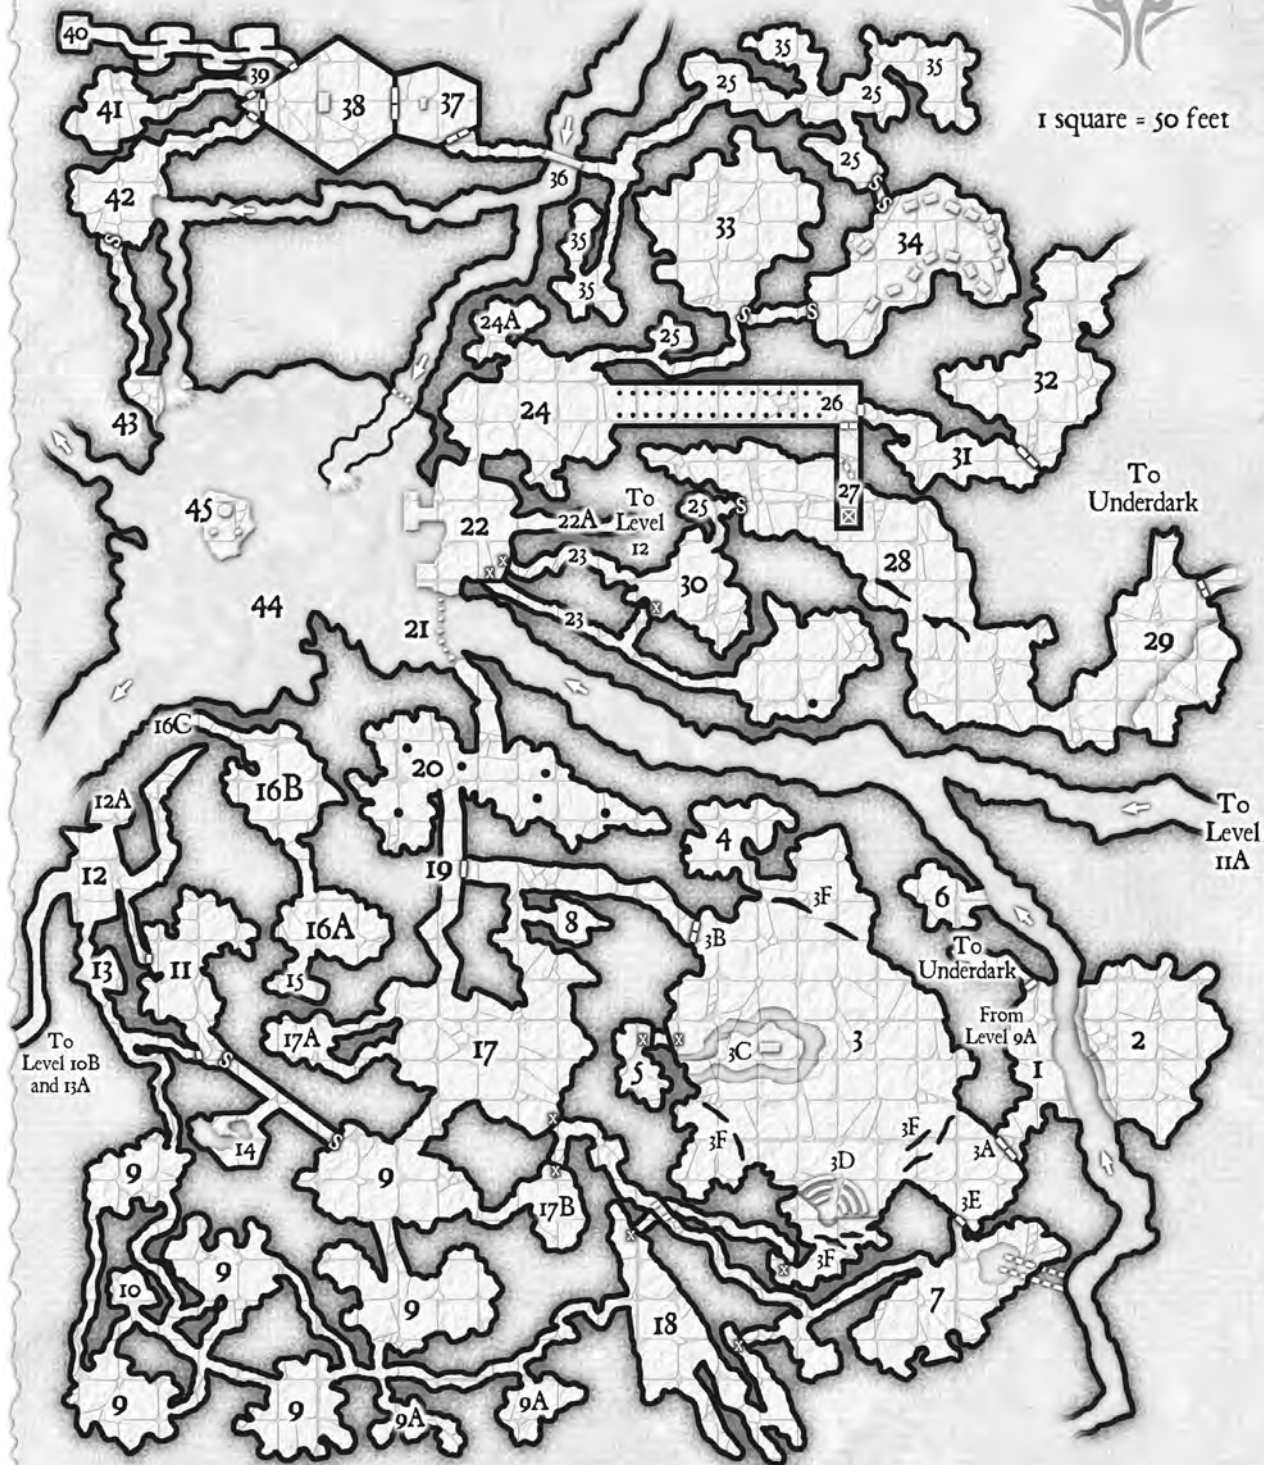 40
35
35
25
25
39
41
38
37
1 square = 50 feet
25
36
42
33
35
34
35
24A
25
32
24
26
43
31
To
Underdark
45
22
22A
To
Level
12
25
27
23
28
30
44
23
21
29
16C
20
16B
12A
To
Level
11A
4
19
12
3F
6
8
16A
3B
To
Underdark
13
11
15
From
Level 9A
17A
17
3C
3
2
5
1
To
Level 10B
and 13A
14
3F
3F
3A
9
9
3D
17B
3E
9
3F
10
9
18
7
9
9
9A
9A
S
S
S
S
S
S
S
S
X
X
X
X
X
X
X
X
X
X